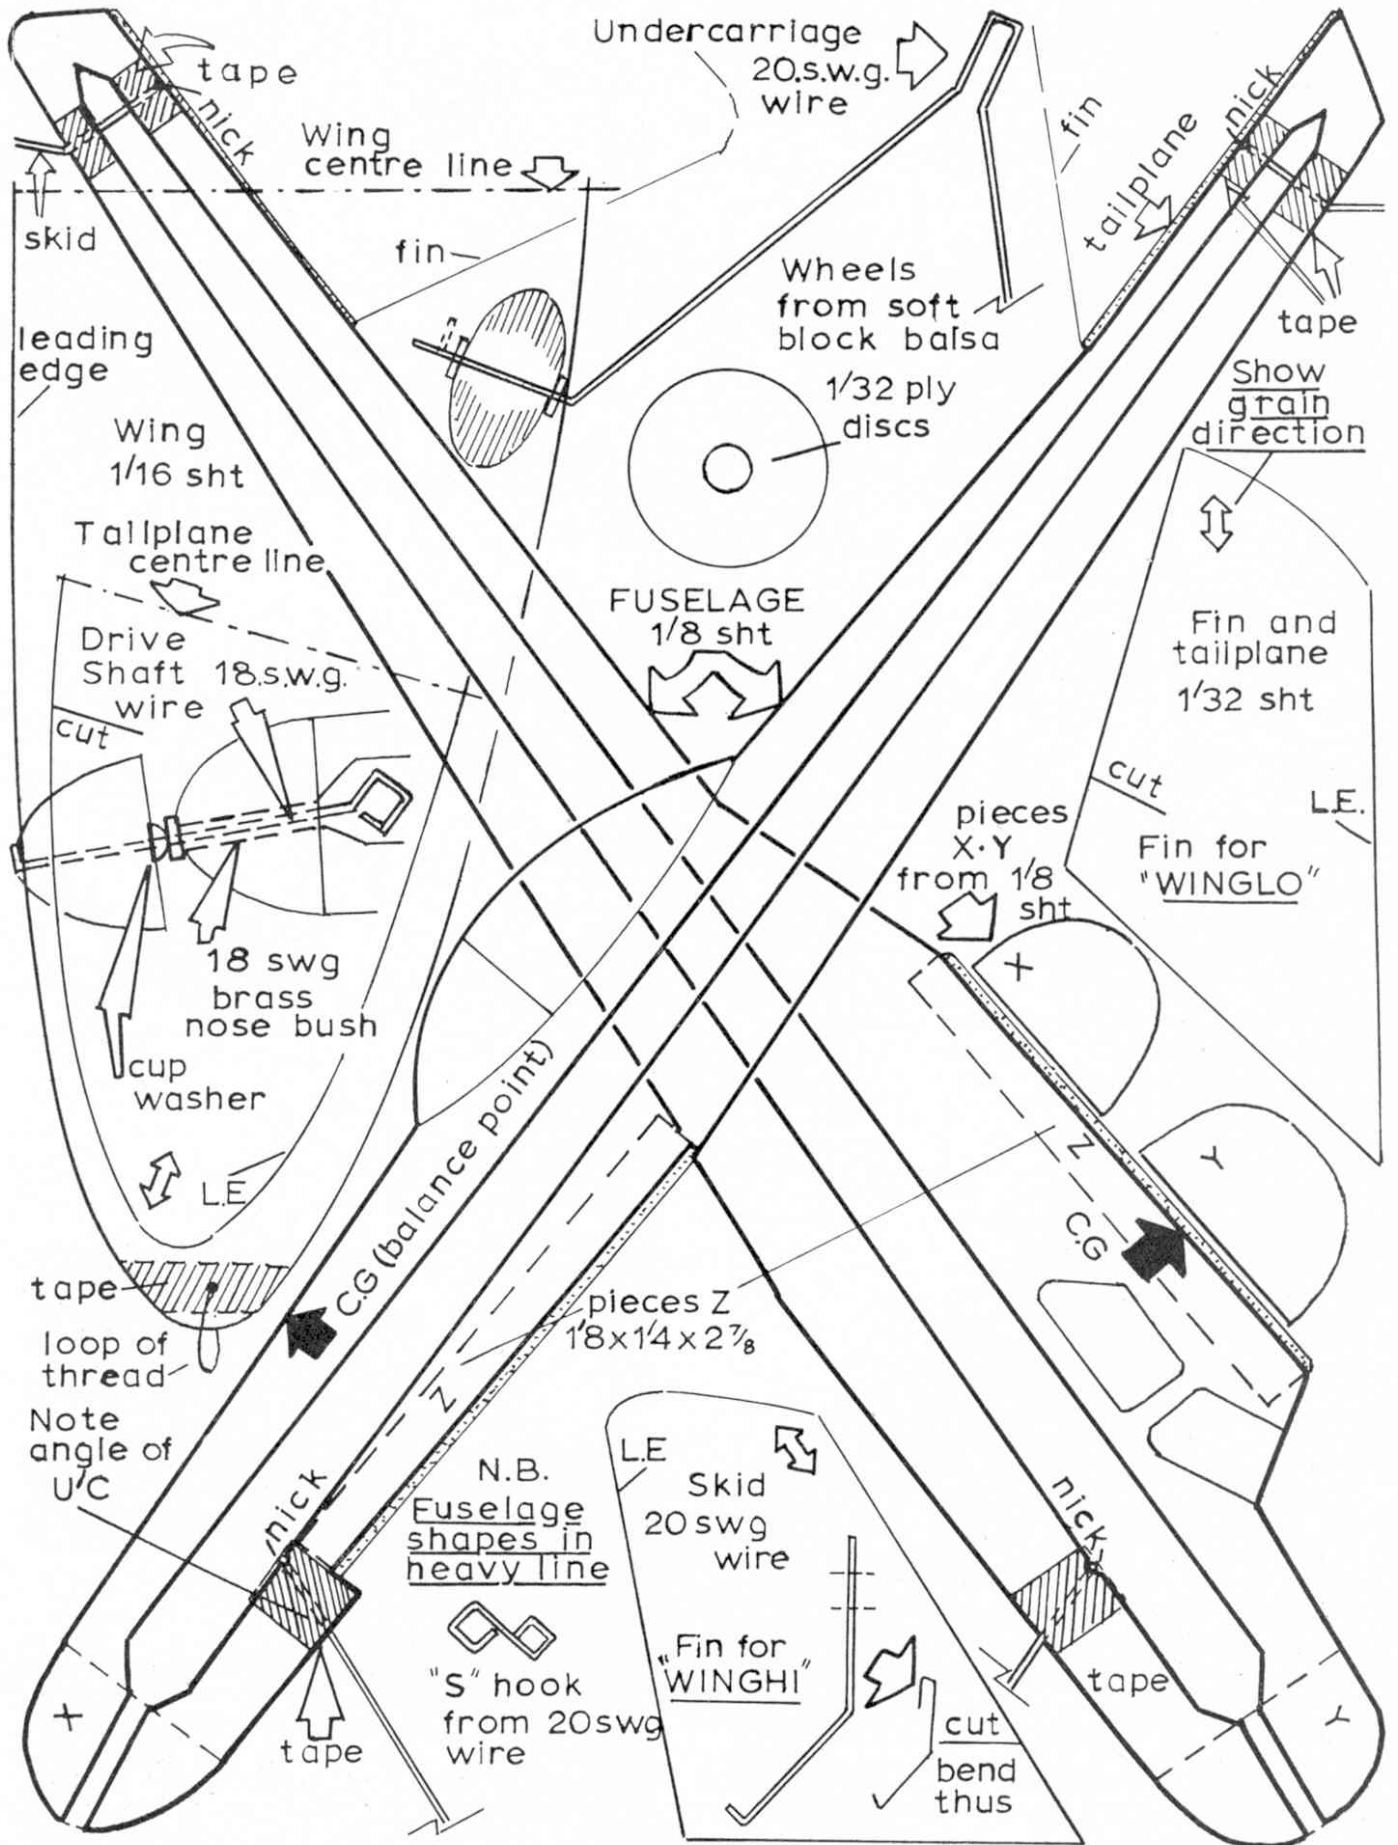 Undercarriage
20.s.w.g.
wire
tape
nick
Wing
centre line
fin
tailplane
nick
skid
fin
tape
leading
edge
Wheels
from soft
block balsa
1/32 ply
discs
Show
grain
direction
Wing
1/16 sht
Tailplane
centre line
FUSELAGE
1/8 sht
Drive
Shaft 18.s.w.g.
wire
cut
Fin and
tailplane
1/32 sht
cut
L.E.
pieces
X·Y
from 1/8
sht
Fin for
"WINGLO"
18 swg
brass
nose bush
cup
washer
X
Y
Z
L.E
C.G (balance point)
C.G
tape
loop of
thread
pieces Z
1/8 x 1/4 x 2 7/8
Z
Note
angle of
U'C
nick
N.B.
Fuselage
shapes in
heavy line
L.E
Skid
20 swg
wire
nick
"S" hook
from 20swg
wire
"Fin for
WINGHI"
tape
X
Y
tape
cut
bend
thus